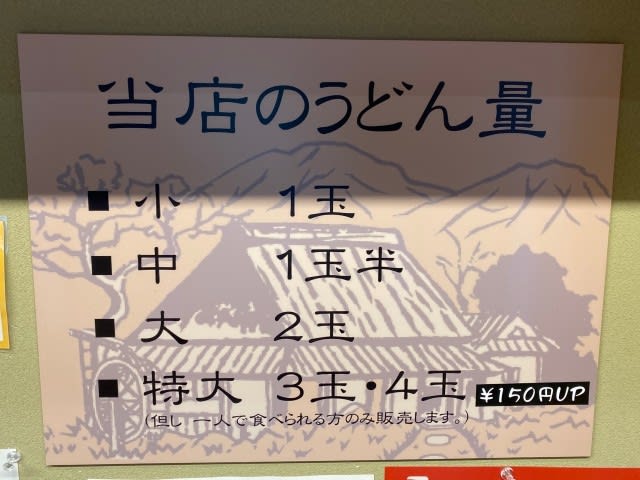 当店のうどん量
■ 小 1玉
■ 中 1玉半
■ 大 2玉
■ 特大 3玉・4玉 ¥150円UP
(但し 一人で食べられる方のみ販売します。)